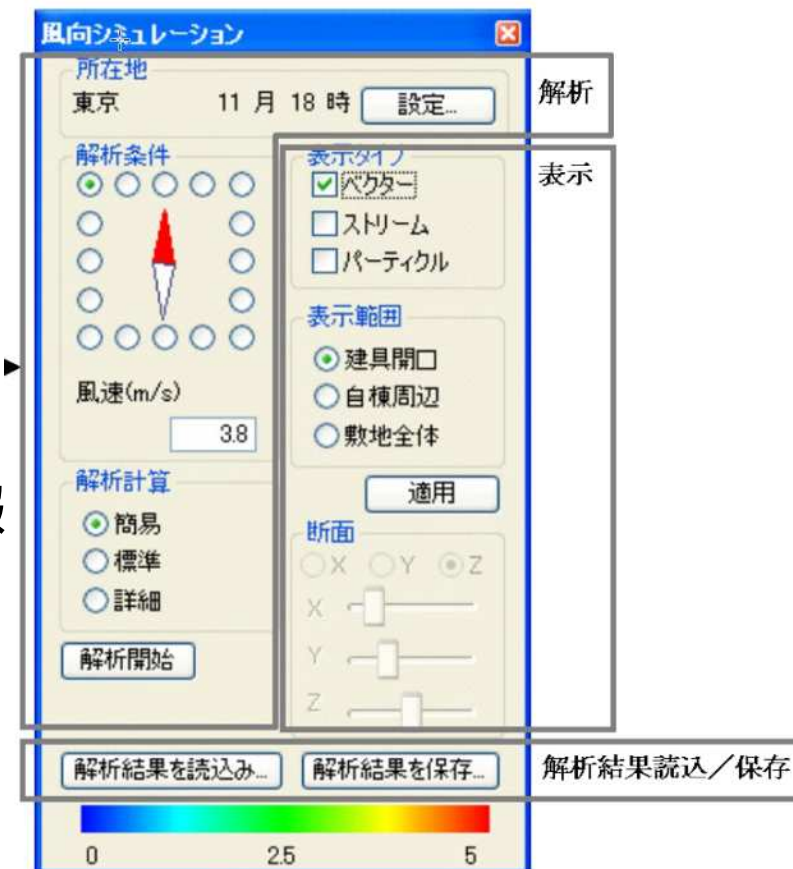 風向シミュレーション
所在地
東京 11 月 18 時 設定...
解析
解析条件
風速(m/s)
3.8
解析計算
簡易
標準
詳細
解析開始
表示タイプ
ベクター
ストリーム
パーティクル
表示
表示範囲
建具開口
自棟周辺
敷地全体
適用
断面
X Y Z
X
Y
Z
解析結果を読込み... 解析結果を保存...
解析結果読込／保存
0 2.5 5